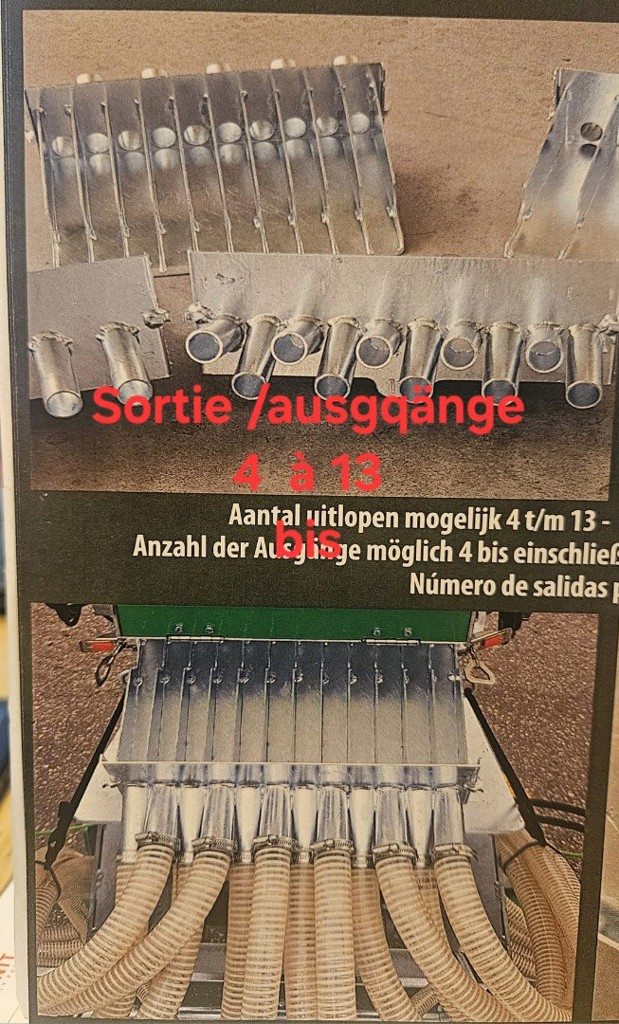 Sortie /ausgqänge
4 à 13
bis
Aantal uitlopen mogelijk 4 t/m 13 -
Anzahl der Ausgänge möglich 4 bis einschließ
Número de salidas p